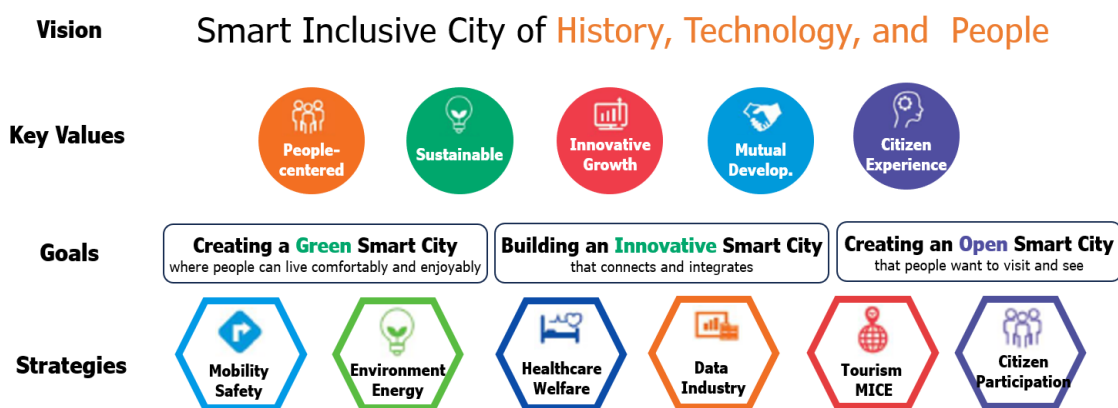 Vision
Smart Inclusive City of History, Technology, and People
Key Values
People-
centered
Sustainable
Innovative
Growth
Mutual
Develop.
Citizen
Experience
Goals
Creating a Green Smart City
where people can live comfortably and enjoyably
Building an Innovative Smart City
that connects and integrates
Creating an Open Smart City
that people want to visit and see
Strategies
Mobility
Safety
Environment
Energy
Healthcare
Welfare
Data
Industry
Tourism
MICE
Citizen
Participation